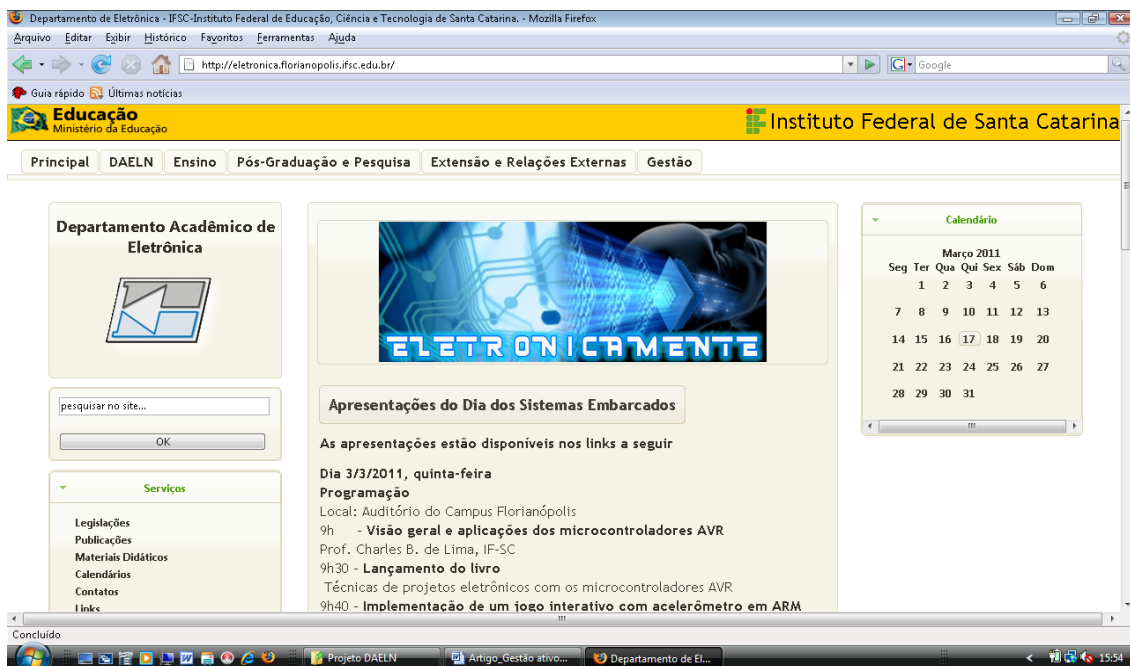 Departamento de Eletrônica - IFSC-Instituto Federal de Educação, Ciência e Tecnologia de Santa Catarina. - Mozilla Firefox
Arquivo Editar Exibir Histórico Favoritos Ferramentas Ajuda
http://eletronica.florianopolis.ifsc.edu.br/
G Google
Guia rápido Últimas notícias
Educação
Ministério da Educação
Instituto Federal de Santa Catarina
Principal DAELN Ensino Pós-Graduação e Pesquisa Extensão e Relações Externas Gestão
Departamento Acadêmico de
Eletrônica
pesquisar no site...
OK
Serviços
Legislações
Publicações
Materiais Didáticos
Calendários
Contatos
Links
ELETRONICAMENTE
Apresentações do Dia dos Sistemas Embarcados
As apresentações estão disponíveis nos links a seguir
Dia 3/3/2011, quinta-feira
Programação
Local: Auditório do Campus Florianópolis
9h - Visão geral e aplicações dos microcontroladores AVR
Prof. Charles B. de Lima, IF-SC
9h30 - Lançamento do livro
Técnicas de projetos eletrônicos com os microcontroladores AVR
9h40 - Implementação de um jogo interativo com acelerômetro em ARM
Calendário
Março 2011
Seg Ter Qua Qui Sex Sáb Dom
1 2 3 4 5 6
7 8 9 10 11 12 13
14 15 16 17 18 19 20
21 22 23 24 25 26 27
28 29 30 31
Concluído
Projeto DAELN Artigo_Gestão ativo... Departamento de El... 15:54